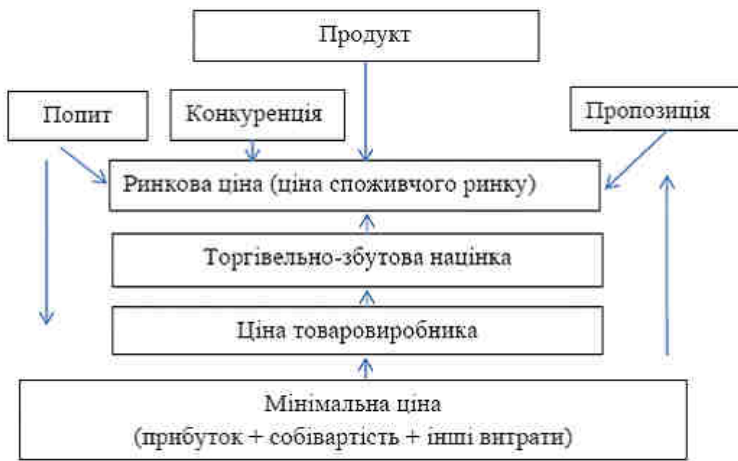 Продукт
Попит
Конкуренція
Пропозиція
Ринкова ціна (ціна споживчого ринку)
Торгівельно-збутова націнка
Ціна товаровиробника
Мінімальна ціна
(прибуток + собівартість + інші витрати)